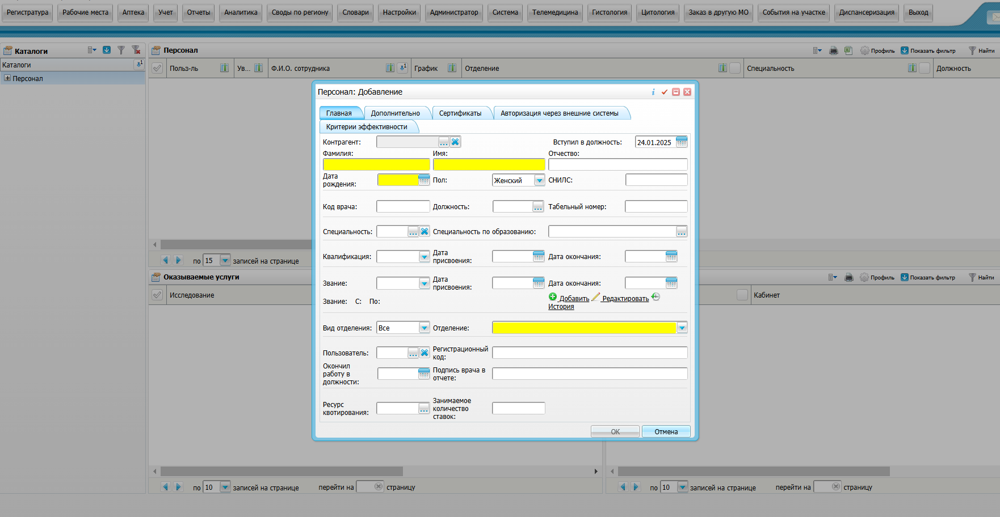 Регистратура Рабочие места Аптека Учет Отчеты Аналитика Своды по региону Словари Настройки Администратор Система Телемедицина Гистология Цитология Заказ в другую МО События на участке Диспансеризация Выход
Каталоги
Каталоги
Персонал
Персонал Профиль Показать фильтр Найти
Польз-ль Ув... Ф.И.О. сотрудника График Отделение Специальность Должность
Персонал: Добавление
Главная Дополнительно Сертификаты Авторизация через внешние системы
Критерии эффективности
Контрагент: ... Вступил в должность: 24.01.2025
Фамилия: Имя: Отчество:
Дата рождения: Пол: Женский СНИЛС:
Код врача: Должность: ... Табельный номер:
Специальность: ... Специальность по образованию: ...
Квалификация: Дата присвоения: Дата окончания:
Звание: Дата присвоения: Дата окончания:
Звание: С: По: Добавить Редактировать
История
Вид отделения: Все Отделение:
Пользователь: ... Регистрационный код:
Окончил работу в должности: Подпись врача в отчете:
Ресурс квотирования: ... Занимаемое количество ставок:
OK Отмена
по 15 записей на странице
Оказываемые услуги Профиль Показать фильтр Найти
Исследование Кабинет
по 10 записей на странице перейти на страницу
по 10 записей на странице перейти на страницу